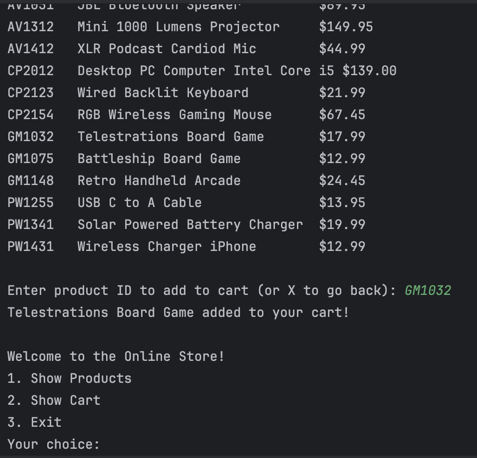 AV1031   JBL Bluetooth Speaker          $89.95
AV1312   Mini 1000 Lumens Projector     $149.95
AV1412   XLR Podcast Cardiod Mic        $44.99
CP2012   Desktop PC Computer Intel Core i5 $139.00
CP2123   Wired Backlit Keyboard         $21.99
CP2154   RGB Wireless Gaming Mouse      $67.45
GM1032   Telestrations Board Game       $17.99
GM1075   Battleship Board Game          $12.99
GM1148   Retro Handheld Arcade          $24.45
PW1255   USB C to A Cable               $13.95
PW1341   Solar Powered Battery Charger  $19.99
PW1431   Wireless Charger iPhone        $12.99
Enter product ID to add to cart (or X to go back): GM1032
Telestrations Board Game added to your cart!
Welcome to the Online Store!
1. Show Products
2. Show Cart
3. Exit
Your choice: